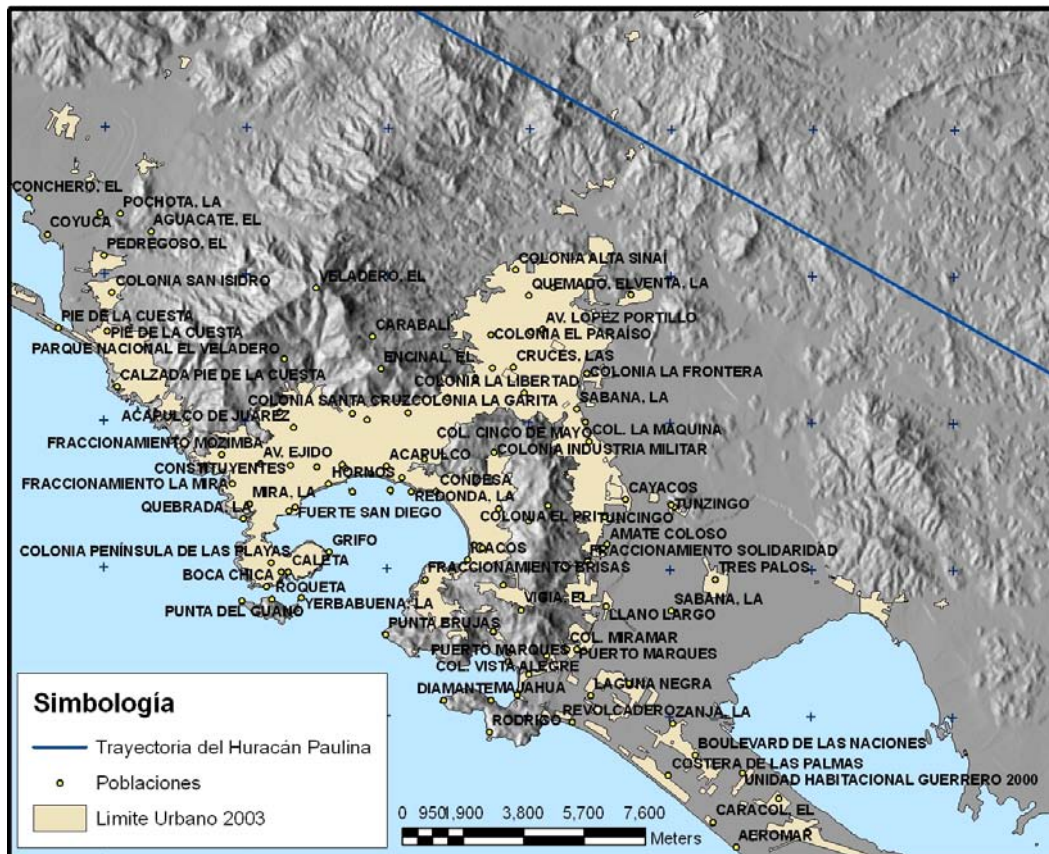 CONCHERO, EL
POCHOTA, LA
COYUCA
AGUACATE, EL
PEDREGOSO, EL
COLONIA ALTA SINAÍ
COLONIA SAN ISIDRO
VELADERO, EL
QUEMADO, EL
VENTA, LA
PIE DE LA CUESTA
PIE DE LA CUESTA
CARABALÍ
AV. LOPEZ PORTILLO
COLONIA EL PARAÍSO
PARQUE NACIONAL EL VELADERO
ENCINAL, EL
CRUCES, LAS
CALZADA PIE DE LA CUESTA
COLONIA LA LIBERTAD
COLONIA LA FRONTERA
ACAPULCO DE JUÁREZ
COLONIA SANTA CRUZ
COLONIA LA GARITA
SABANA, LA
FRACCIONAMIENTO MOZIMBA
COL. CINCO DE MAYO
COL. LA MAQUINA
COLONIA INDUSTRIA MILITAR
AV. EJIDO
ACAPULCO
CONSTITUYENTES
HORNOS
CONDESA
FRACCIONAMIENTO LA MIRA
MIRA, LA
REDONDA, LA
CAYACOS
QUEBRADA, LA
FUERTE SAN DIEGO
COLONIA EL PRI
TUNZINGO
TUNCINGO
AMATE COLOSO
GRIFO
COLONIA PENÍNSULA DE LAS PLAYAS
ICACOS
FRACCIONAMIENTO SOLIDARIDAD
CALETA
FRACCIONAMIENTO BRISAS
BOCA CHICA
TRES PALOS
ROQUETA
YERBABUENA, LA
VIGIA, EL
SABANA, LA
PUNTA DEL GUANO
LLANO LARGO
PUNTA BRUJAS
COL. MIRAMAR
PUERTO MARQUES
PUERTO MARQUES
COL. VISTA ALEGRE
DIAMANTE
MAJAHUA
LAGUNA NEGRA
REVOLCADERO
ZANJA, LA
RODRIGO
BOULEVARD DE LAS NACIONES
COSTERA DE LAS PALMAS
UNIDAD HABITACIONAL GUERRERO 2000
CARACOL, EL
AEROMAR
Simbología
Trayectoria del Huracán Paulina
Poblaciones
Limite Urbano 2003
0 950 1,900 3,800 5,700 7,600
Meters